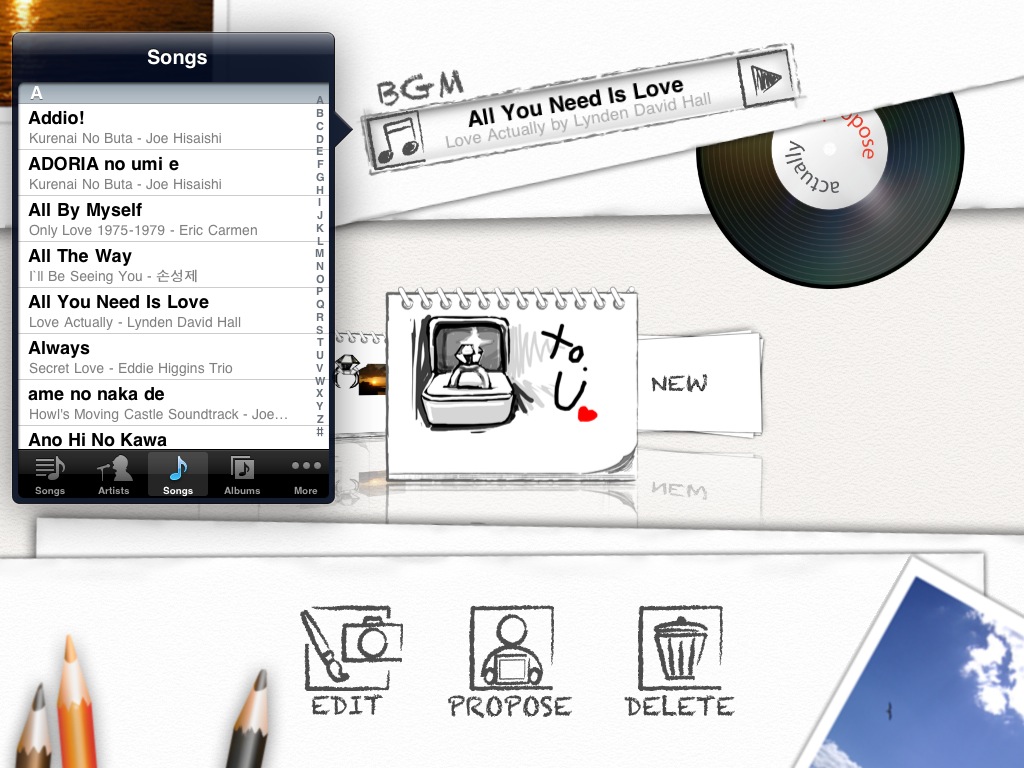 Songs
A
Addio!
Kurenai No Buta - Joe Hisaishi
ADORIA no umi e
Kurenai No Buta - Joe Hisaishi
All By Myself
Only Love 1975-1979 - Eric Carmen
All The Way
I`ll Be Seeing You - 손성제
All You Need Is Love
Love Actually - Lynden David Hall
Always
Secret Love - Eddie Higgins Trio
ame no naka de
Howl's Moving Castle Soundtrack - Joe…
Ano Hi No Kawa
A
B
C
D
E
F
G
H
I
J
K
L
M
N
O
P
Q
R
S
T
U
V
W
X
Y
Z
#
Songs
Artists
Songs
Albums
More
BGM
All You Need Is Love
Love Actually by Lynden David Hall
actually
To.
U
NEW
EDIT
PROPOSE
DELETE